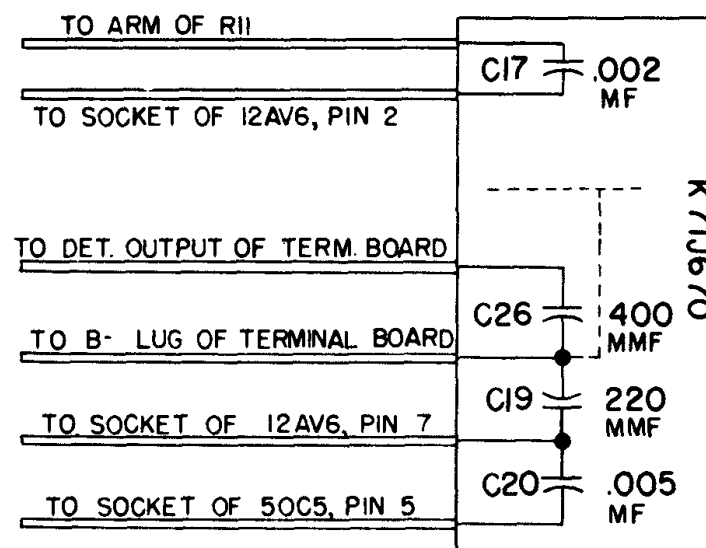 TO ARM OF R11
C17 .002
MF
TO SOCKET OF 12AV6, PIN 2
K71J670
TO DET. OUTPUT OF TERM. BOARD
C26 400
MMF
TO B- LUG OF TERMINAL BOARD
C19 220
MMF
TO SOCKET OF 12AV6, PIN 7
C20 .005
MF
TO SOCKET OF 50C5, PIN 5